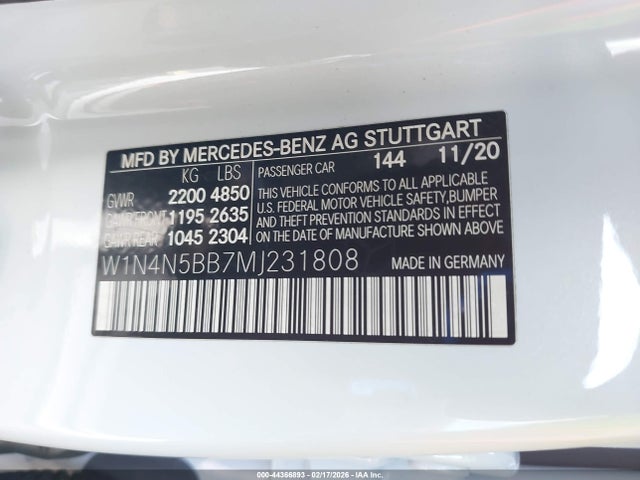 MFD BY MERCEDES-BENZ AG STUTTGART
KG LBS PASSENGER CAR 144 11/20
GVWR 2200 4850 THIS VEHICLE CONFORMS TO ALL APPLICABLE
U.S. FEDERAL MOTOR VEHICLE SAFETY, BUMPER
GAWR FRONT 1195 2635 AND THEFT PREVENTION STANDARDS IN EFFECT
GAWR REAR 1045 2304 ON THE DATE OF MANUFACTURE SHOWN ABOVE
W1N4N5BB7MJ231808 MADE IN GERMANY
000-44366893 - 02/17/2026 - IAA Inc.